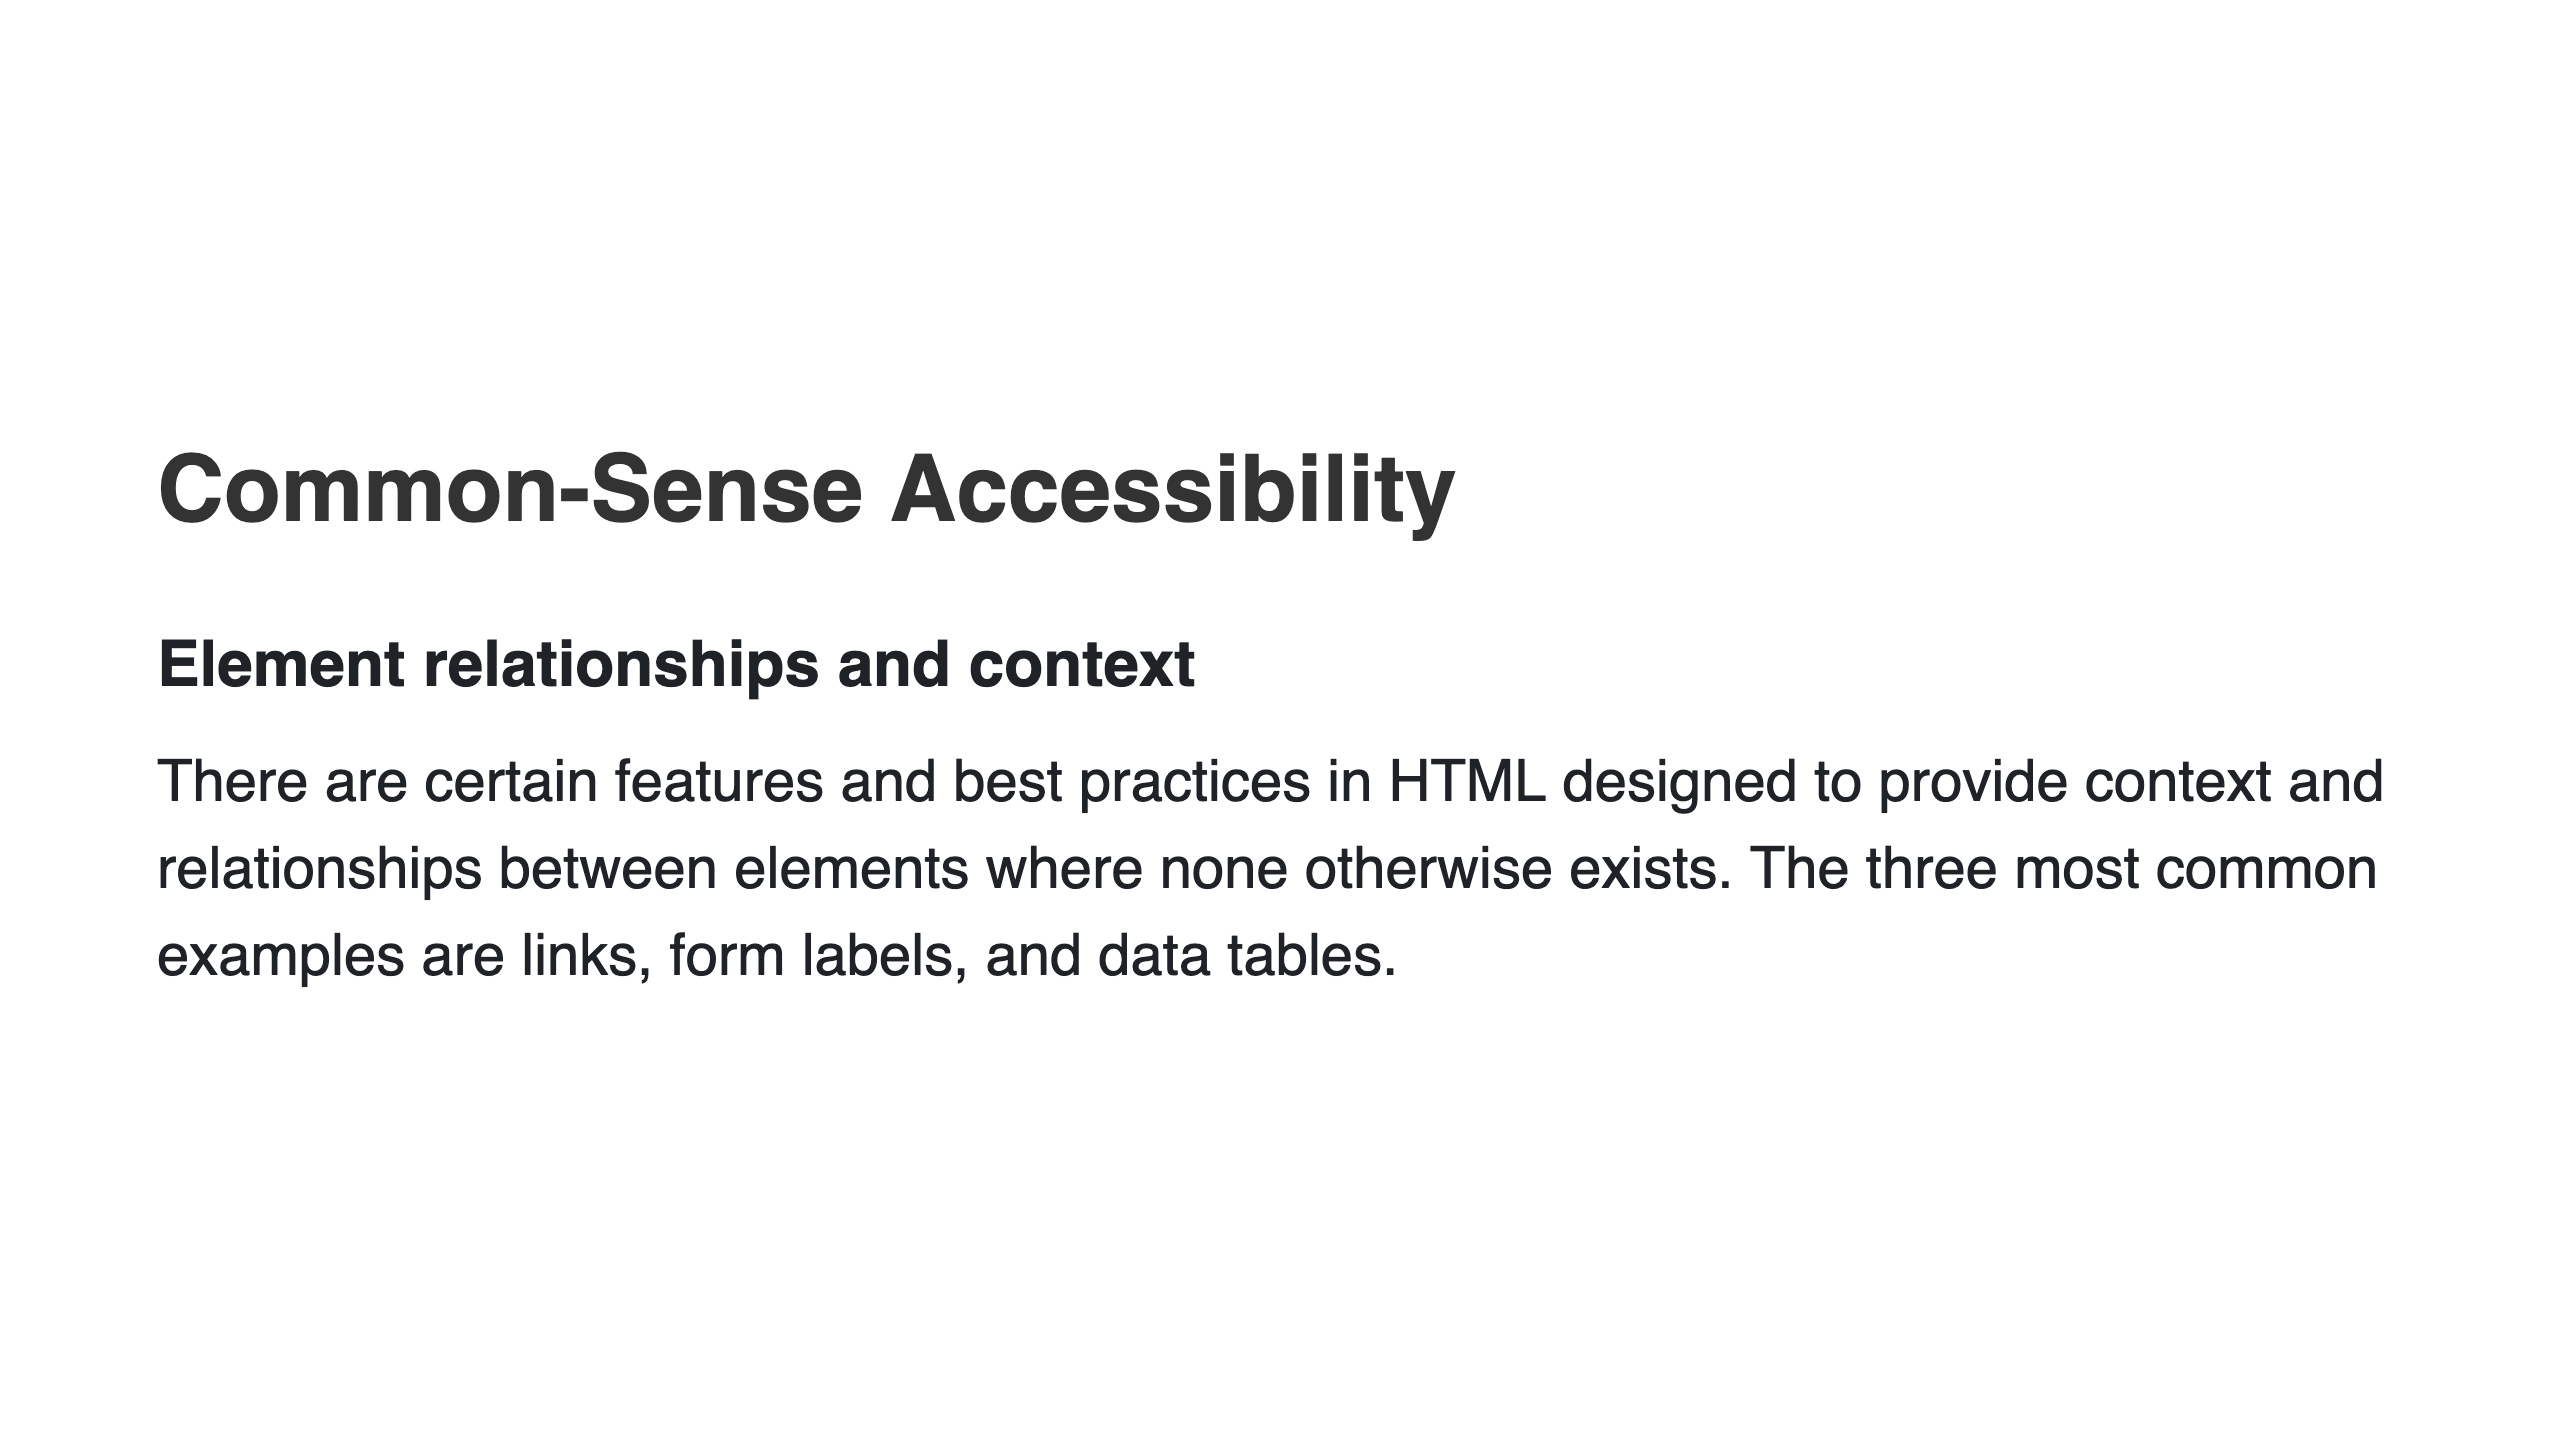 Common-Sense Accessibility
Element relationships and context
There are certain features and best practices in HTML designed to provide context and
relationships between elements where none otherwise exists. The three most common
examples are links, form labels, and data tables.